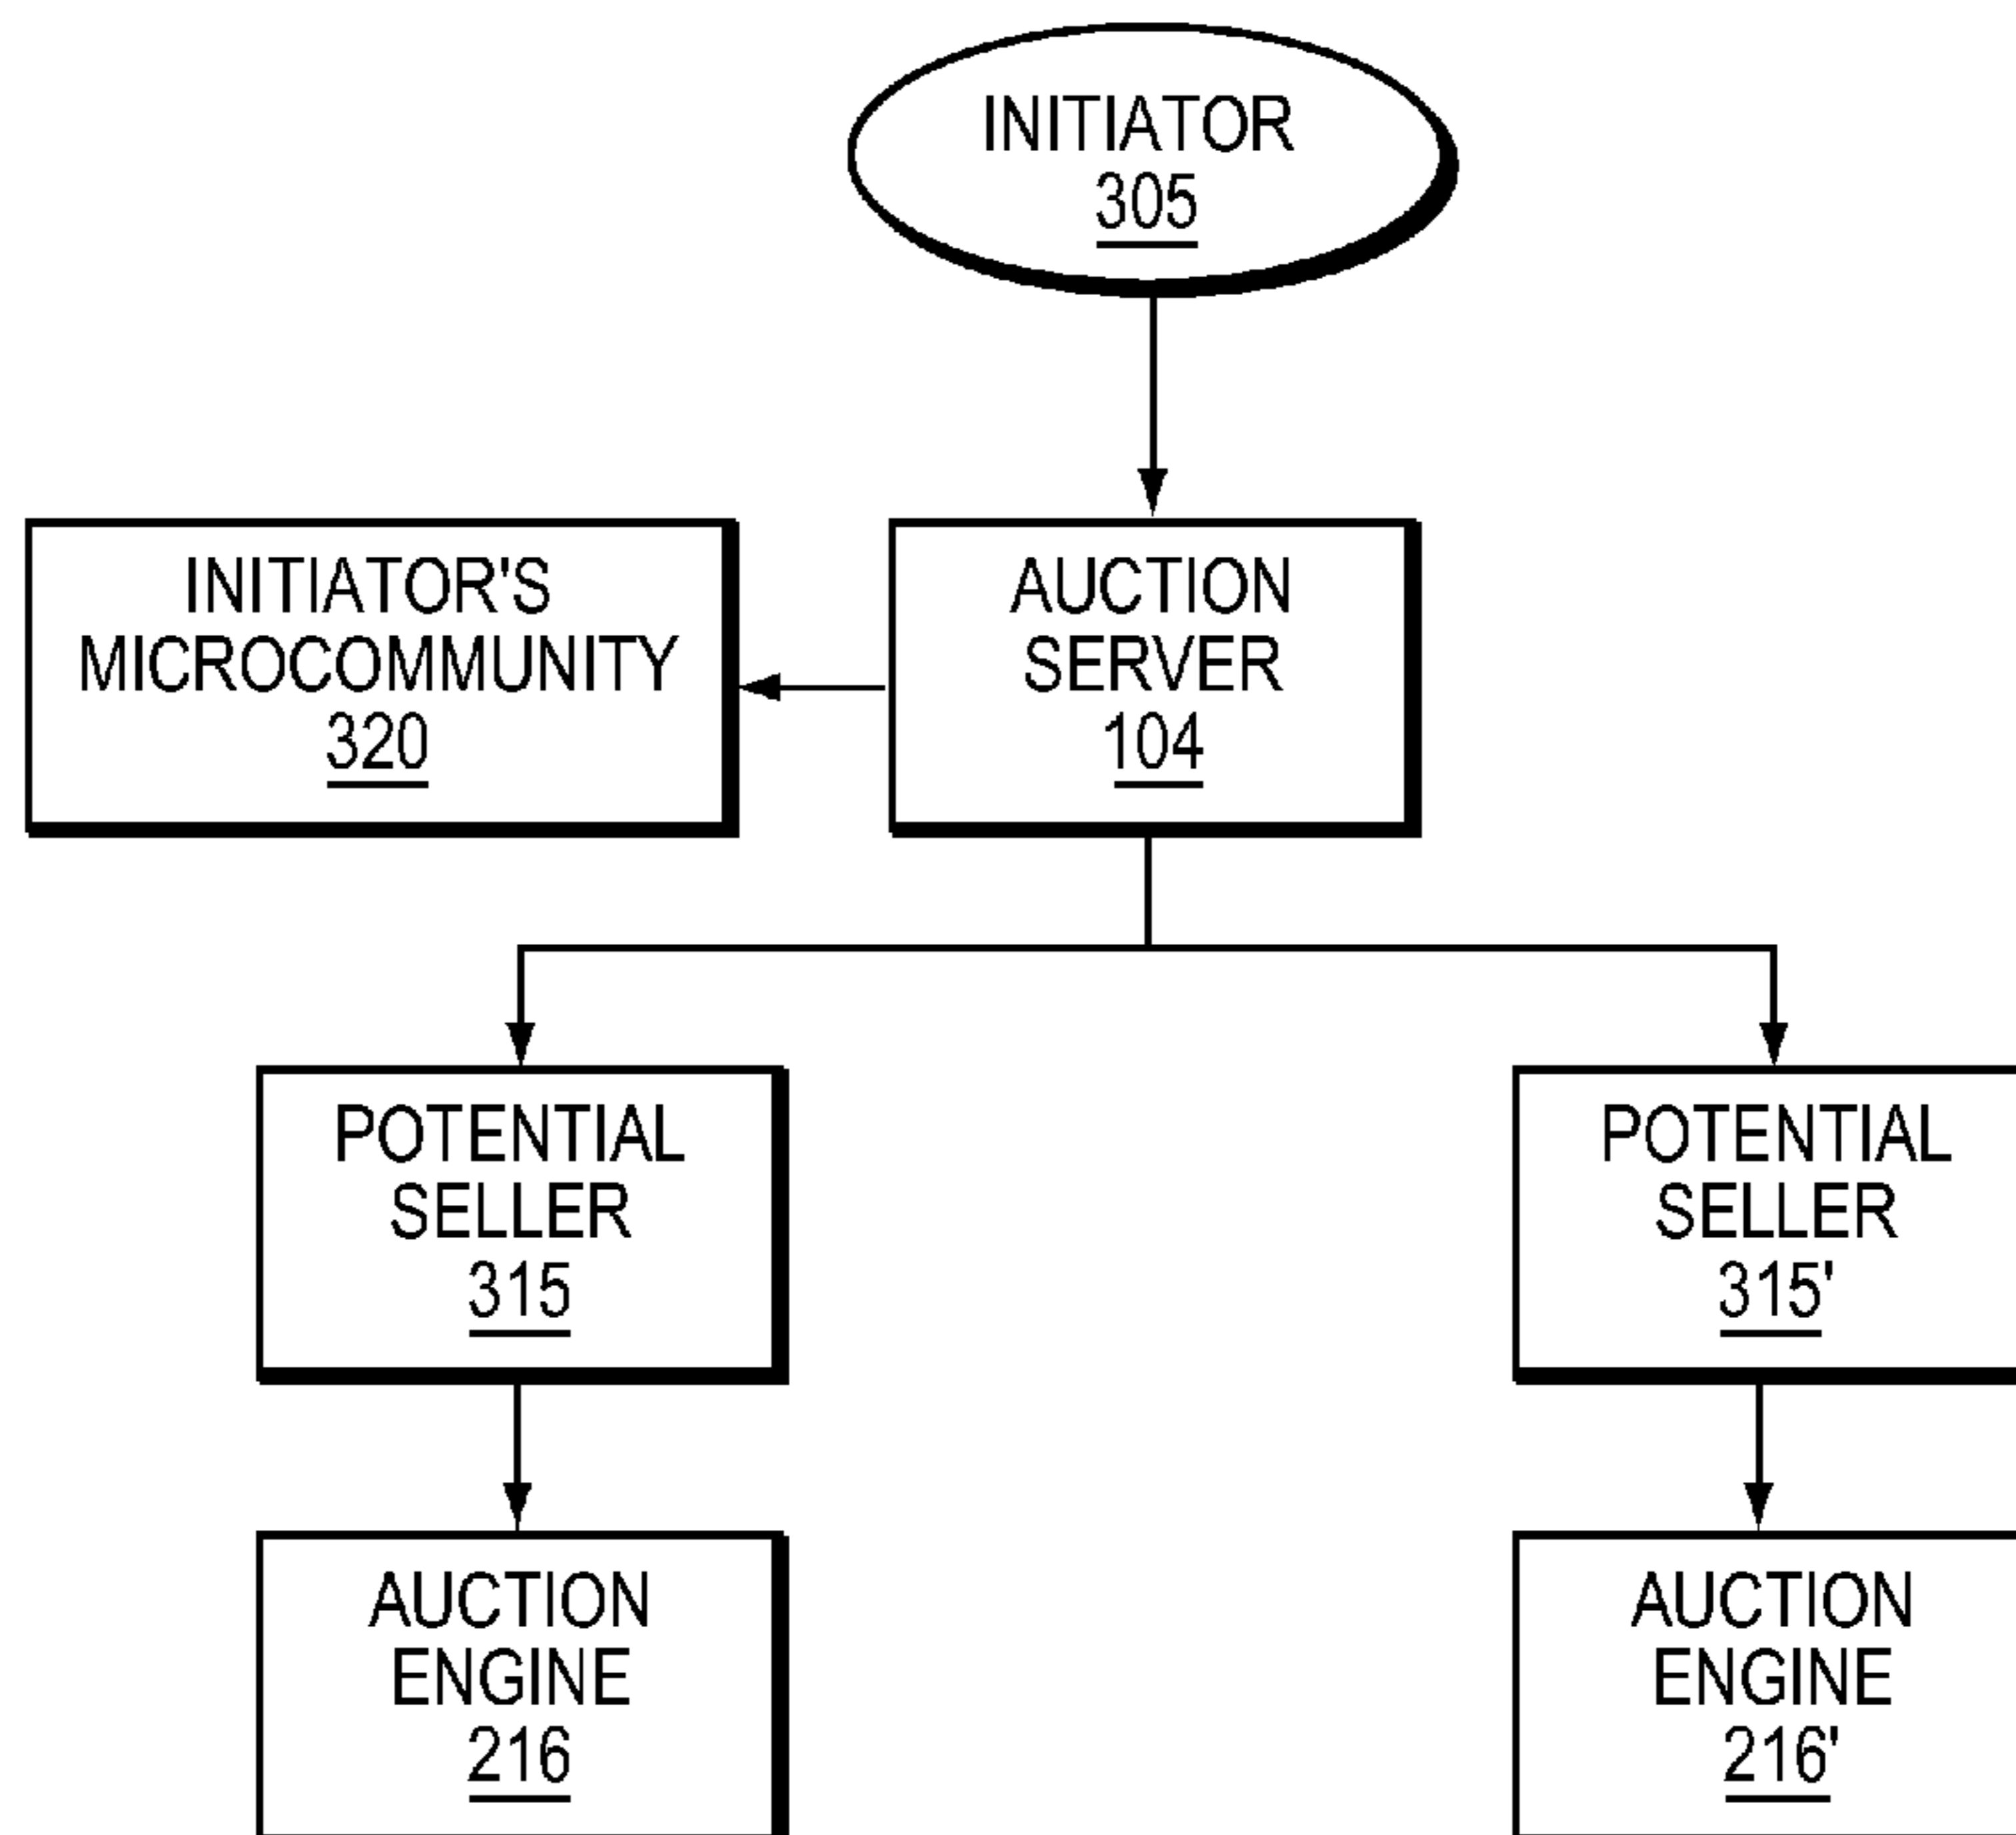 INITIATOR
305
INITIATOR'S
MICROCOMMUNITY
320
AUCTION
SERVER
104
POTENTIAL
SELLER
315
POTENTIAL
SELLER
315'
AUCTION
ENGINE
216
AUCTION
ENGINE
216'